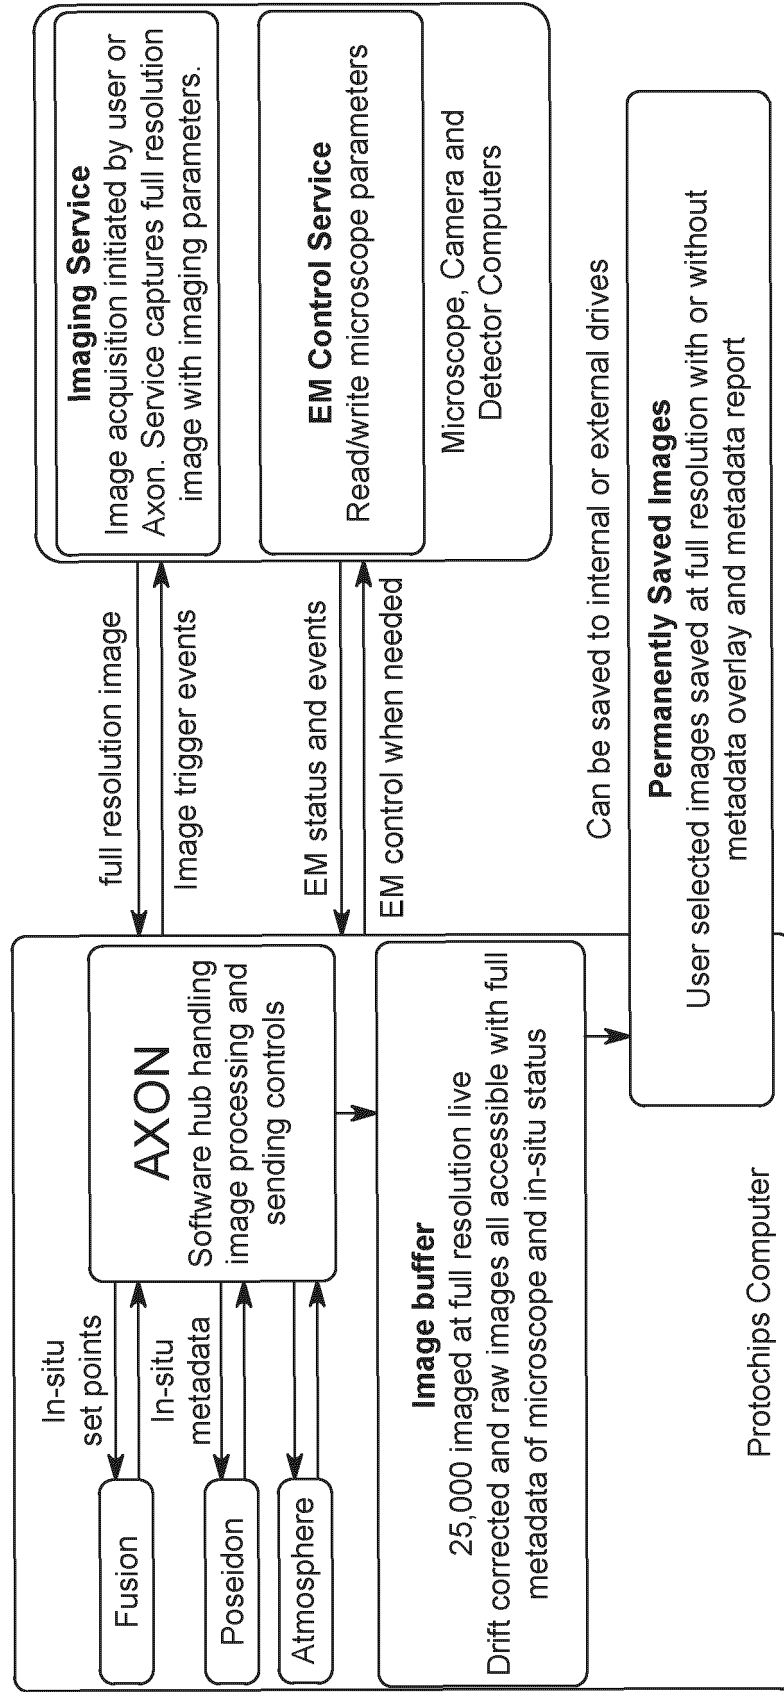 In-situ
set points
In-situ
metadata
Fusion
Poseidon
Atmosphere
AXON
Software hub handling
image processing and
sending controls
Image buffer
25,000 imaged at full resolution live
Drift corrected and raw images all accessible with full
metadata of microscope and in-situ status
Protochips Computer
full resolution image
Image trigger events
EM status and events
EM control when needed
Imaging Service
Image acquisition initiated by user or
Axon. Service captures full resolution
image with imaging parameters.
EM Control Service
Read/write microscope parameters
Microscope, Camera and
Detector Computers
Can be saved to internal or external drives
Permanently Saved Images
User selected images saved at full resolution with or without
metadata overlay and metadata report